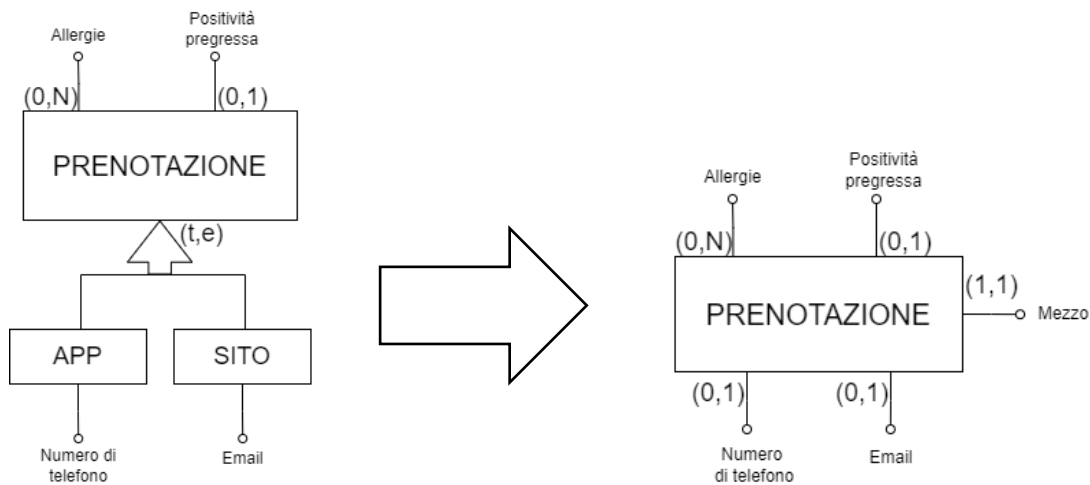 Allergie
Positività
pregressa
(0,N)
(0,1)
PRENOTAZIONE
(t,e)
APP
SITO
Numero di
telefono
Email
Allergie
Positività
pregressa
(0,N)
(0,1)
PRENOTAZIONE
(1,1)
Mezzo
(0,1)
(0,1)
Numero
di telefono
Email